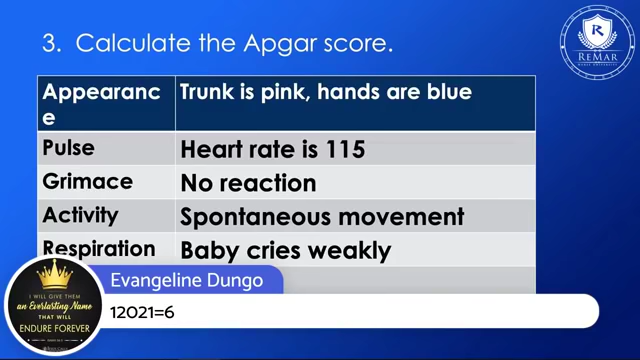 3. Calculate the Apgar score.
R
REMAR
NURSE UNIVERSITY
Appearanc
e
Trunk is pink, hands are blue
Pulse
Heart rate is 115
Grimace
No reaction
Activity
Spontaneous movement
Respiration
Baby cries weakly
I WILL GIVE THEM
an Everlasting Name
THAT WILL
ENDURE FOREVER
Evangeline Dungo
12021=6